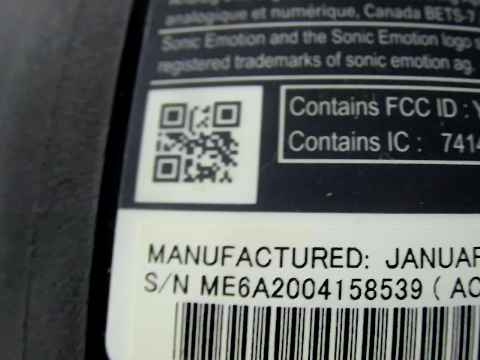 analogique et numérique, Canada BETS-7
Sonic Emotion and the Sonic Emotion logo
registered trademarks of sonic emotion ag.
Contains FCC ID :
Contains IC : 7414
MANUFACTURED: JANUAR
S/N ME6A2004158539 ( AC